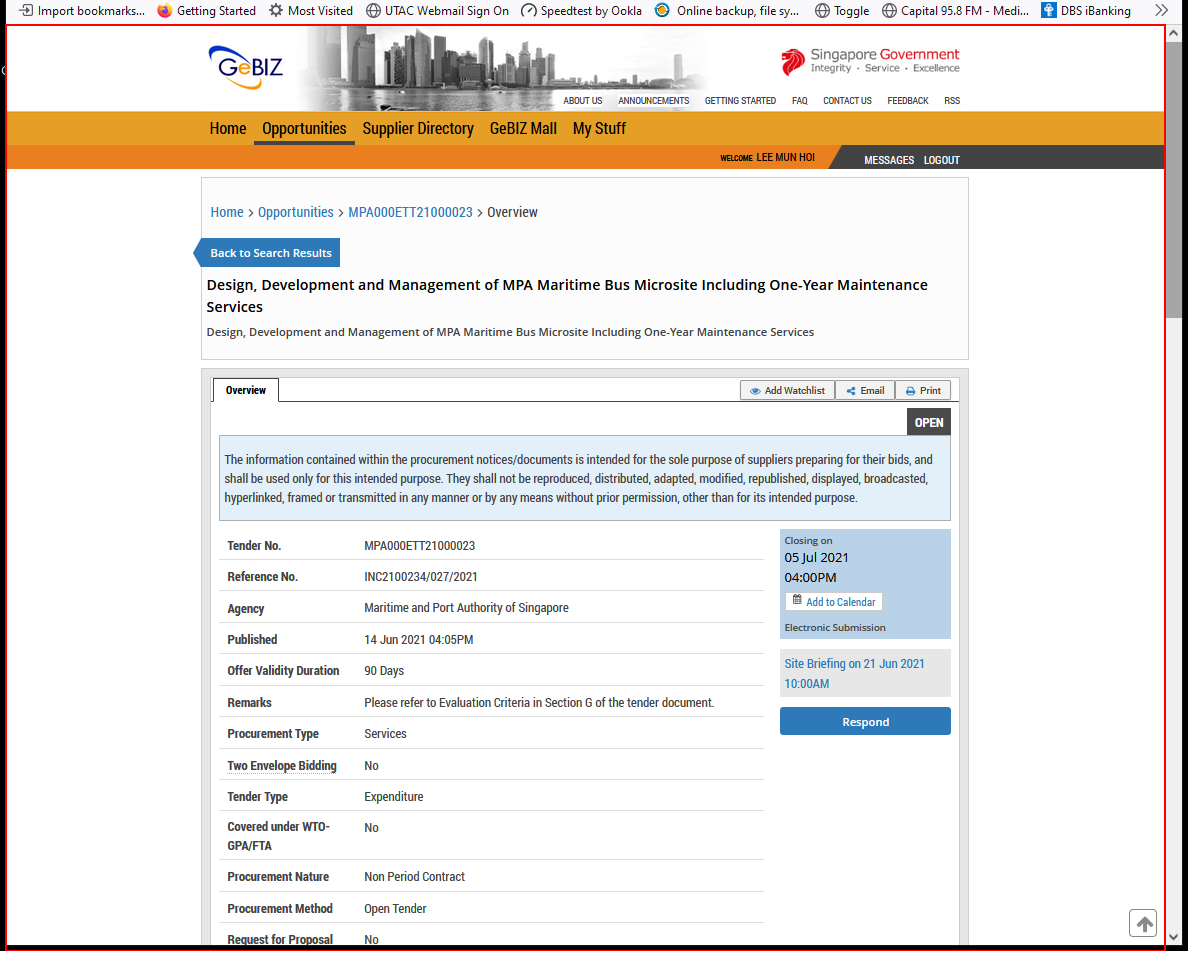 Import bookmarks... Getting Started Most Visited UTAC Webmail Sign On Speedtest by Ookla Online backup, file sy... Toggle Capital 95.8 FM - Medi... DBS iBanking
GeBIZ
Singapore Government
Integrity · Service · Excellence
ABOUT US ANNOUNCEMENTS GETTING STARTED FAQ CONTACT US FEEDBACK RSS
Home Opportunities Supplier Directory GeBIZ Mall My Stuff
WELCOME LEE MUN HOI MESSAGES LOGOUT
Home > Opportunities > MPA000ETT21000023 > Overview
Back to Search Results
Design, Development and Management of MPA Maritime Bus Microsite Including One-Year Maintenance
Services
Design, Development and Management of MPA Maritime Bus Microsite Including One-Year Maintenance Services
Overview Add Watchlist Email Print
OPEN
The information contained within the procurement notices/documents is intended for the sole purpose of suppliers preparing for their bids, and
shall be used only for this intended purpose. They shall not be reproduced, distributed, adapted, modified, republished, displayed, broadcasted,
hyperlinked, framed or transmitted in any manner or by any means without prior permission, other than for its intended purpose.
Tender No. MPA000ETT21000023
Reference No. INC2100234/027/2021
Agency Maritime and Port Authority of Singapore
Published 14 Jun 2021 04:05PM
Offer Validity Duration 90 Days
Remarks Please refer to Evaluation Criteria in Section G of the tender document.
Procurement Type Services
Two Envelope Bidding No
Tender Type Expenditure
Covered under WTO- No
GPA/FTA
Procurement Nature Non Period Contract
Procurement Method Open Tender
Request for Proposal No
Closing on
05 Jul 2021
04:00PM
Add to Calendar
Electronic Submission
Site Briefing on 21 Jun 2021
10:00AM
Respond